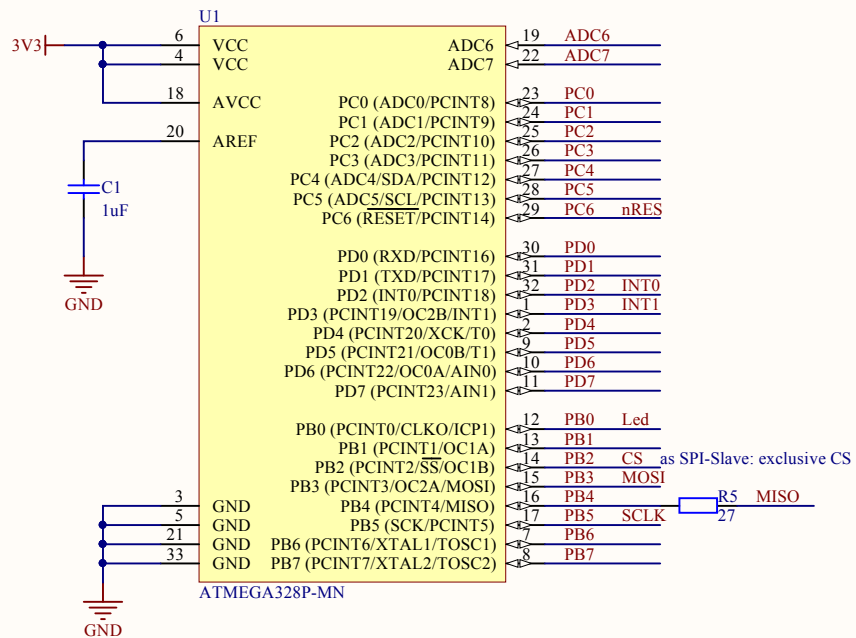 U1
3V3
6 VCC ADC6 19 ADC6
4 VCC ADC7 22 ADC7
18 AVCC PC0 (ADC0/PCINT8) 23 PC0
PC1 (ADC1/PCINT9) 24 PC1
20 AREF PC2 (ADC2/PCINT10) 25 PC2
PC3 (ADC3/PCINT11) 26 PC3
C1 PC4 (ADC4/SDA/PCINT12) 27 PC4
1uF PC5 (ADC5/SCL/PCINT13) 28 PC5
PC6 (RESET/PCINT14) 29 PC6 nRES
GND
PD0 (RXD/PCINT16) 30 PD0
PD1 (TXD/PCINT17) 31 PD1
PD2 (INT0/PCINT18) 32 PD2 INT0
PD3 (PCINT19/OC2B/INT1) 1 PD3 INT1
PD4 (PCINT20/XCK/T0) 2 PD4
PD5 (PCINT21/OC0B/T1) 9 PD5
PD6 (PCINT22/OC0A/AIN0) 10 PD6
PD7 (PCINT23/AIN1) 11 PD7
PB0 (PCINT0/CLKO/ICP1) 12 PB0 Led
PB1 (PCINT1/OC1A) 13 PB1
PB2 (PCINT2/SS/OC1B) 14 PB2 CS as SPI-Slave: exclusive CS
PB3 (PCINT3/OC2A/MOSI) 15 PB3 MOSI
3 GND PB4 (PCINT4/MISO) 16 PB4 R5 MISO
5 GND PB5 (SCK/PCINT5) 17 PB5 SCLK 27
21 GND PB6 (PCINT6/XTAL1/TOSC1) 7 PB6
33 GND PB7 (PCINT7/XTAL2/TOSC2) 8 PB7
ATMEGA328P-MN
GND